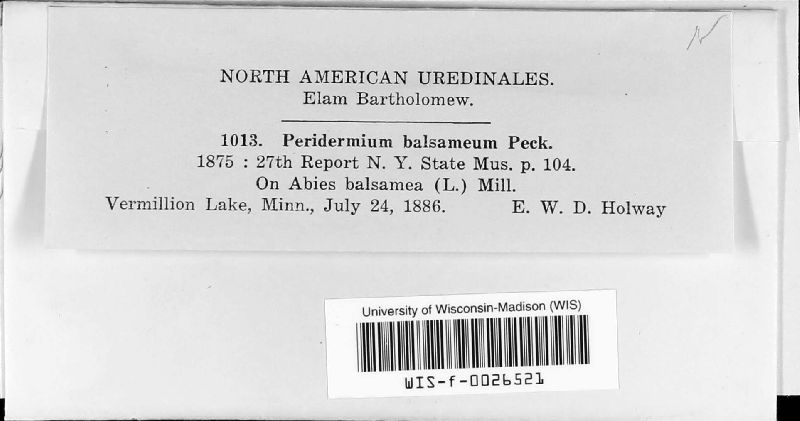 NORTH AMERICAN UREDINALES.
Elam Bartholomew.
1013. Peridermium balsameum Peck.
1875 : 27th Report N. Y. State Mus. p. 104.
On Abies balsamea (L.) Mill.
Vermillion Lake, Minn., July 24, 1886. E. W. D. Holway
University of Wisconsin-Madison (WIS)
WIS-f-0026521